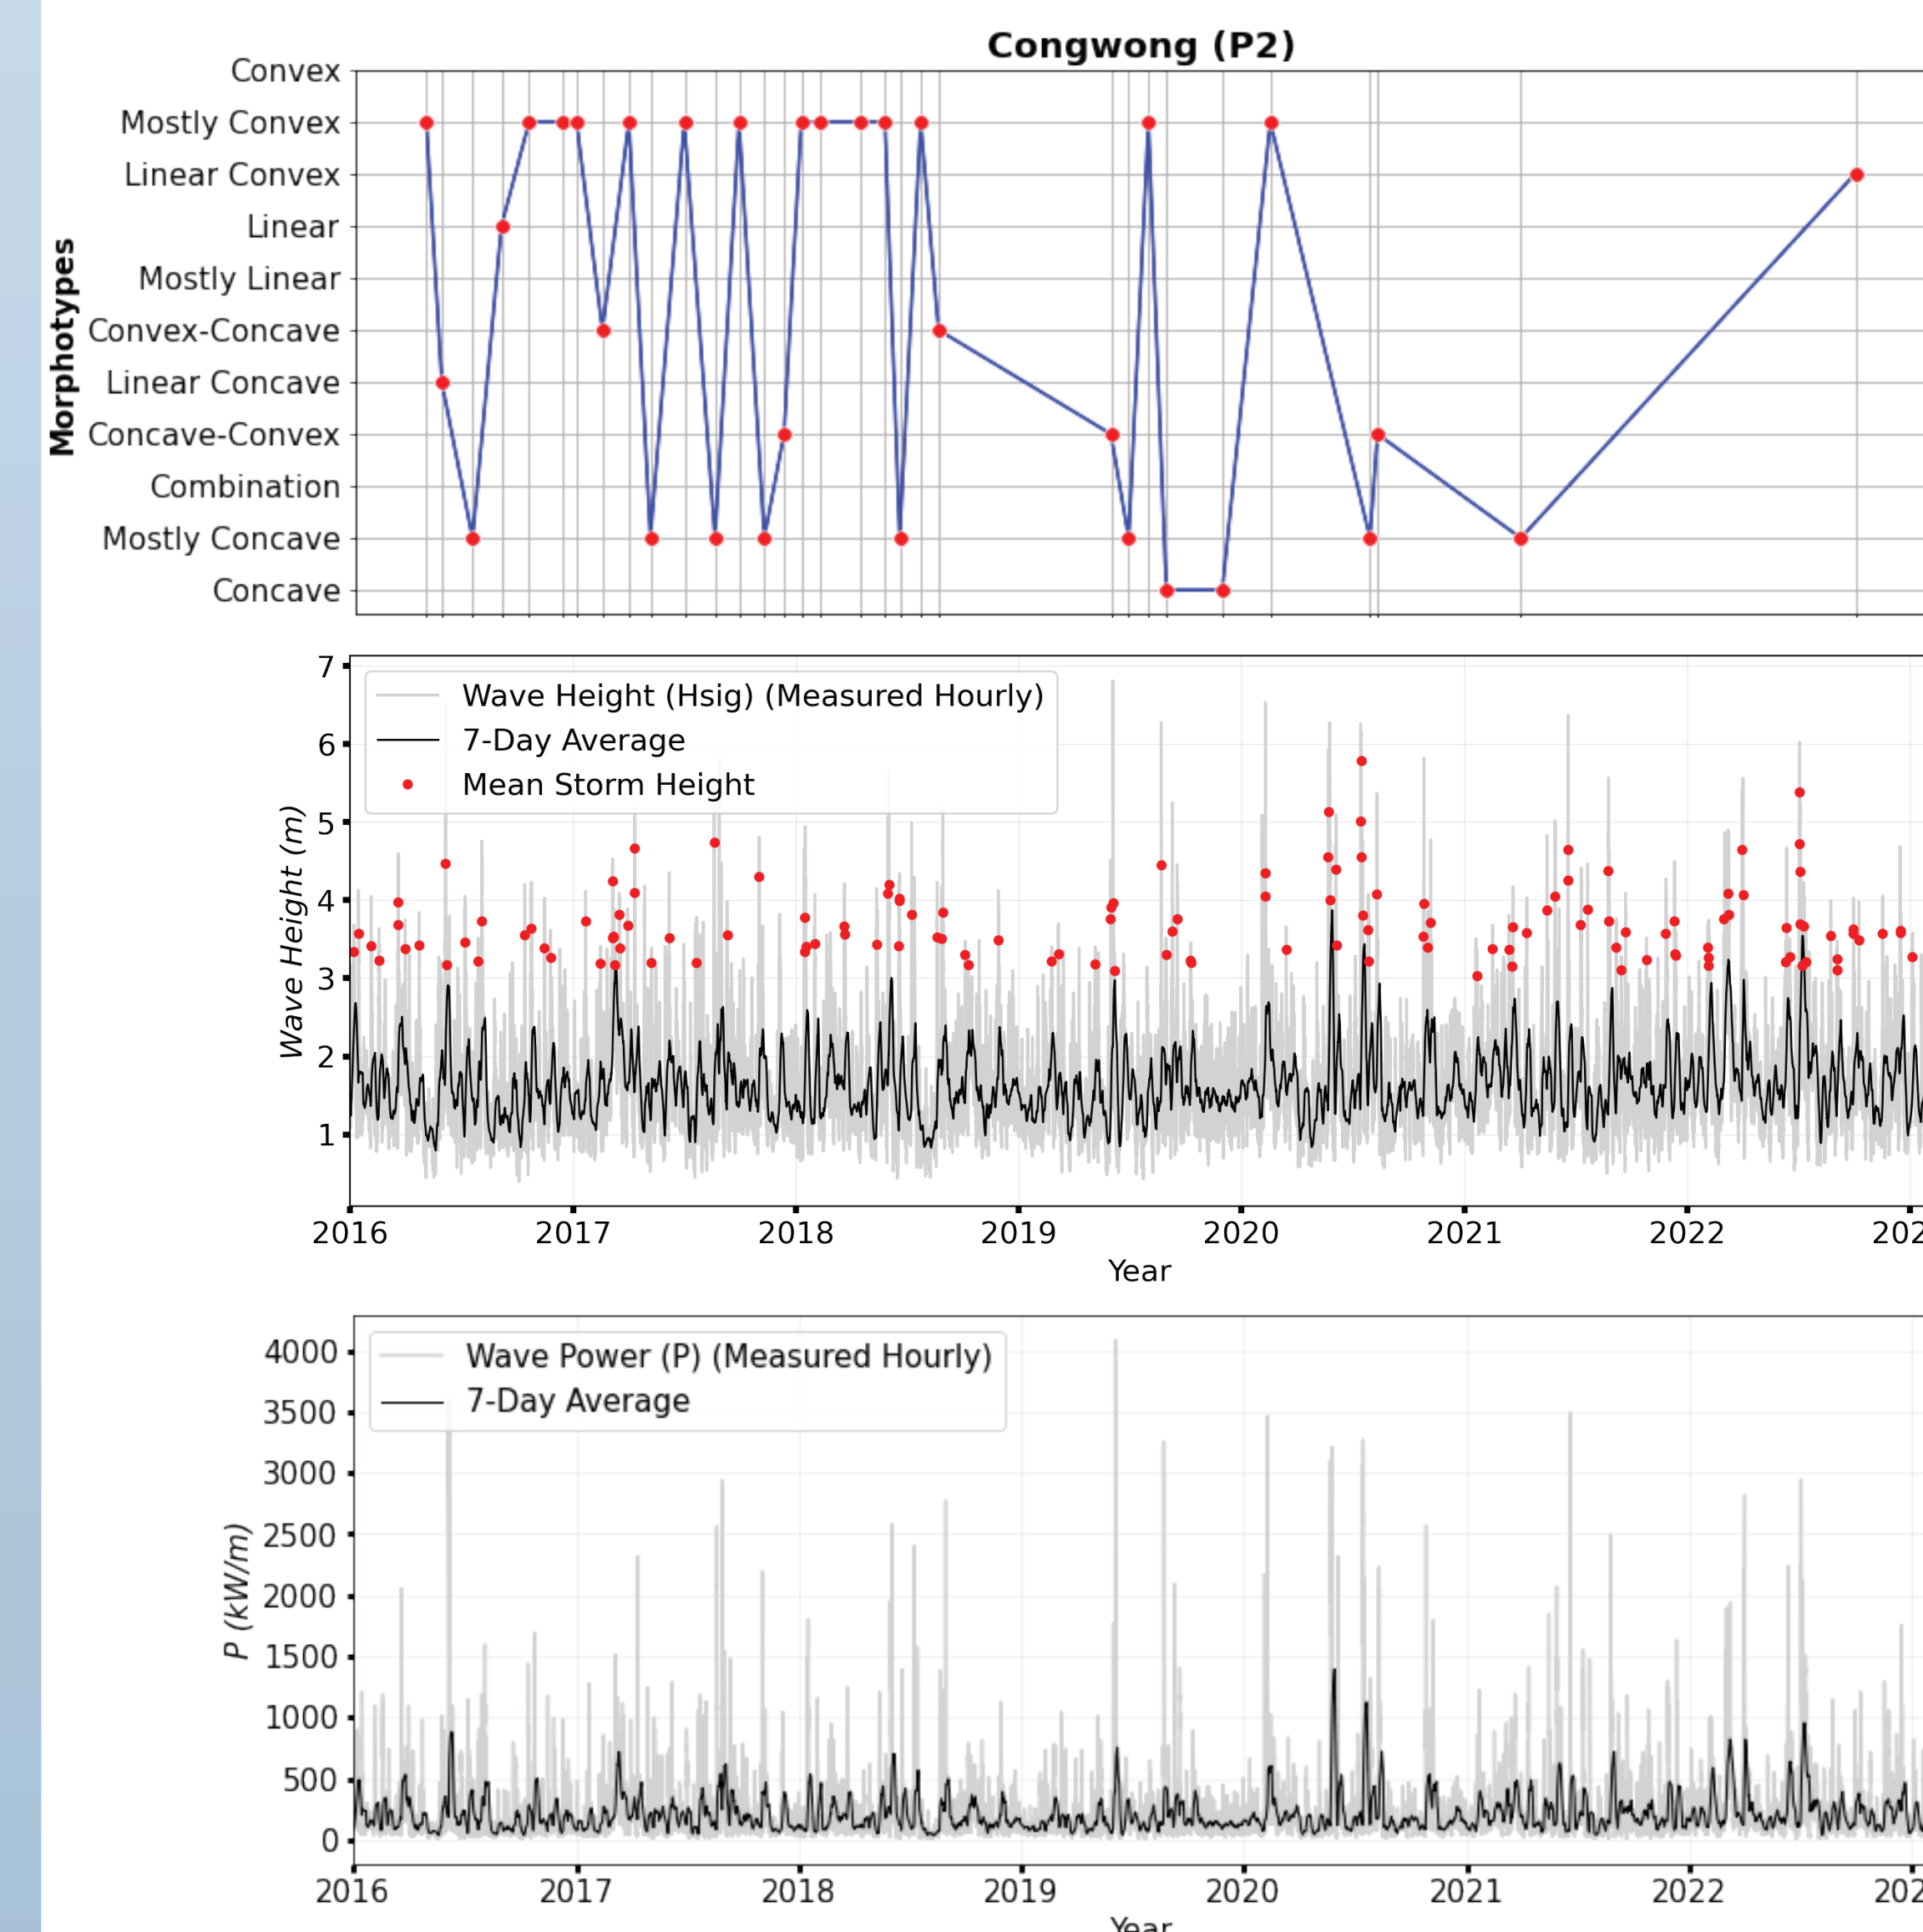 Congwong (P2)
Convex
Mostly Convex
Linear Convex
Linear
Mostly Linear
Convex-Concave
Linear Concave
Concave-Convex
Combination
Mostly Concave
Concave
Morphotypes
7
6
5
4
3
2
1
Wave Height (m)
Wave Height (Hsig) (Measured Hourly)
7-Day Average
Mean Storm Height
2016 2017 2018 2019 2020 2021 2022 202
Year
4000
3500
3000
2500
2000
1500
1000
500
0
P (kW/m)
Wave Power (P) (Measured Hourly)
7-Day Average
2016 2017 2018 2019 2020 2021 2022 202
Year